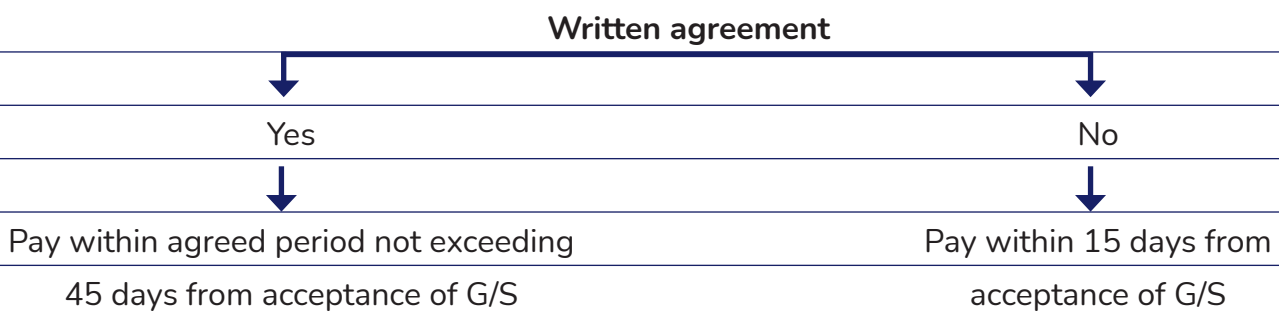 Written agreement
Yes
No
Pay within agreed period not exceeding
45 days from acceptance of G/S
Pay within 15 days from
acceptance of G/S